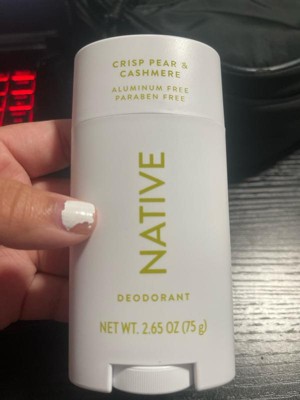 CRISP PEAR &
CASHMERE
ALUMINUM FREE
PARABEN FREE
NATIVE
DEODORANT
NET WT. 2.65 OZ (75 g)